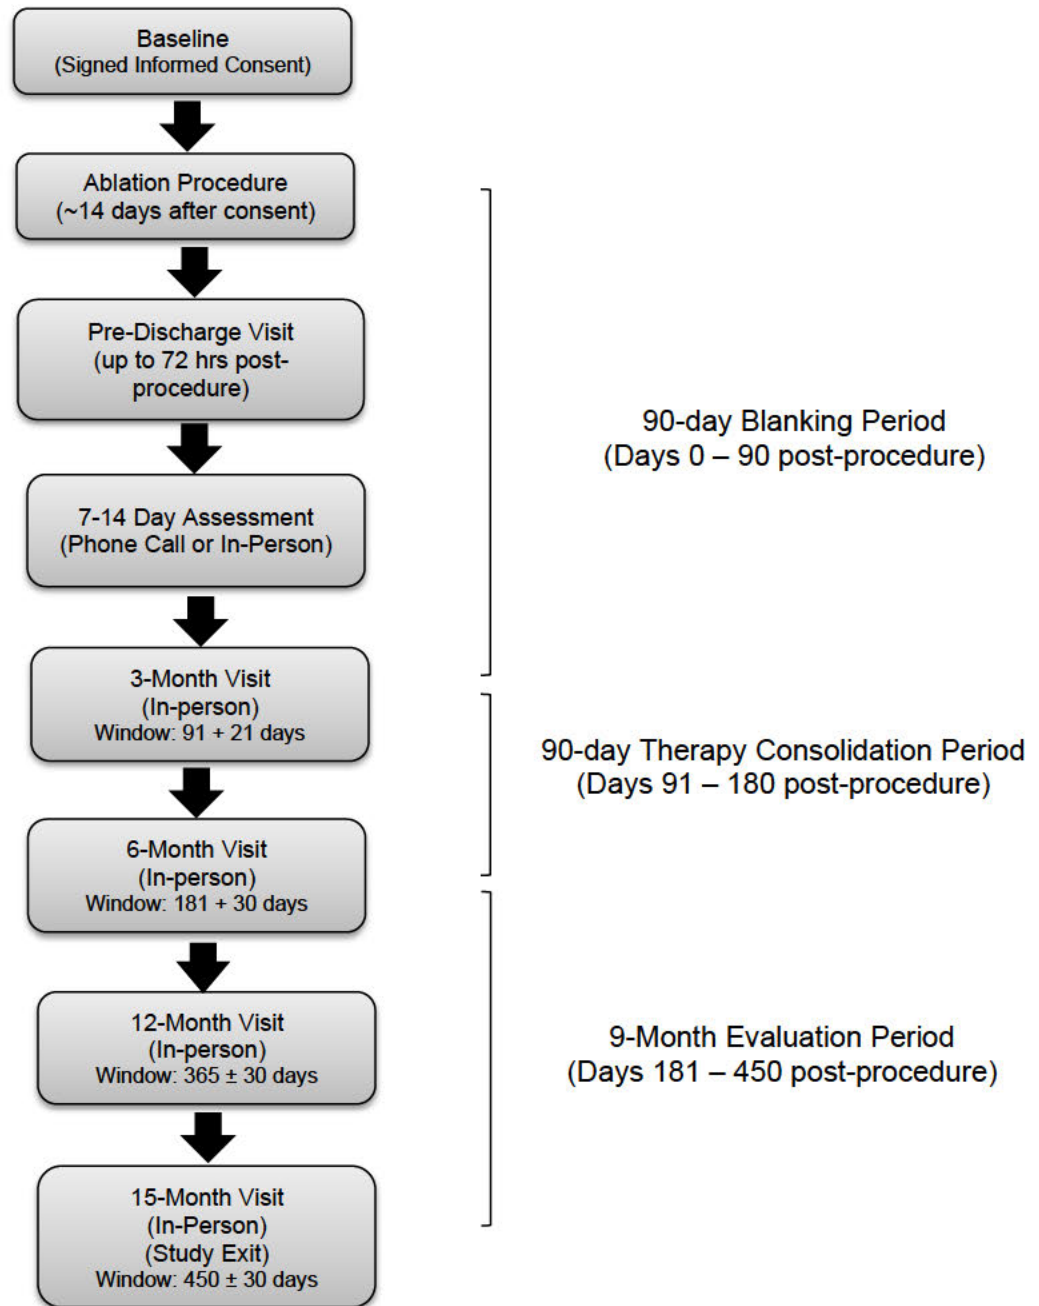 Baseline
(Signed Informed Consent)
Ablation Procedure
(~14 days after consent)
Pre-Discharge Visit
(up to 72 hrs post-
procedure)
7-14 Day Assessment
(Phone Call or In-Person)
3-Month Visit
(In-person)
Window: 91 + 21 days
6-Month Visit
(In-person)
Window: 181 + 30 days
12-Month Visit
(In-person)
Window: 365 ± 30 days
15-Month Visit
(In-Person)
(Study Exit)
Window: 450 ± 30 days
90-day Blanking Period
(Days 0 – 90 post-procedure)
90-day Therapy Consolidation Period
(Days 91 – 180 post-procedure)
9-Month Evaluation Period
(Days 181 – 450 post-procedure)